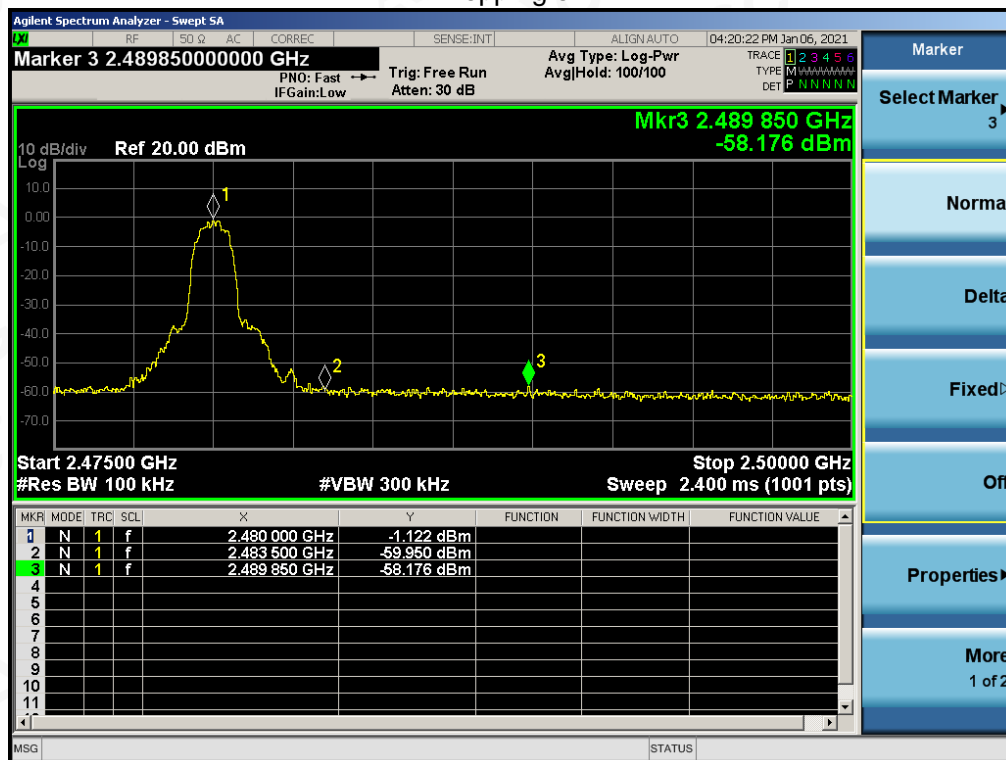 Agilent Spectrum Analyzer - Swept SA
LXI RF 50 Ω AC CORREC SENSE:INT ALIGN AUTO 04:20:22 PM Jan 06, 2021
Marker 3 2.489850000000 GHz
PNO: Fast
IFGain:Low
Trig: Free Run
Atten: 30 dB
Avg Type: Log-Pwr
Avg|Hold: 100/100
TRACE 1 2 3 4 5 6
TYPE M WWWWW
DET P N N N N N
Mkr3 2.489 850 GHz
-58.176 dBm
10 dB/div Ref 20.00 dBm
Log
10.0
0.00
-10.0
-20.0
-30.0
-40.0
-50.0
-60.0
-70.0
1
2
3
Start 2.47500 GHz Stop 2.50000 GHz
#Res BW 100 kHz #VBW 300 kHz Sweep 2.400 ms (1001 pts)
MKR MODE TRC SCL X Y FUNCTION FUNCTION WIDTH FUNCTION VALUE
1 N 1 f 2.480 000 GHz -1.122 dBm
2 N 1 f 2.483 500 GHz -59.950 dBm
3 N 1 f 2.489 850 GHz -58.176 dBm
4
5
6
7
8
9
10
11
MSG STATUS
Marker
Select Marker
3
Norma
Delta
Fixed
Off
Properties
More
1 of 2